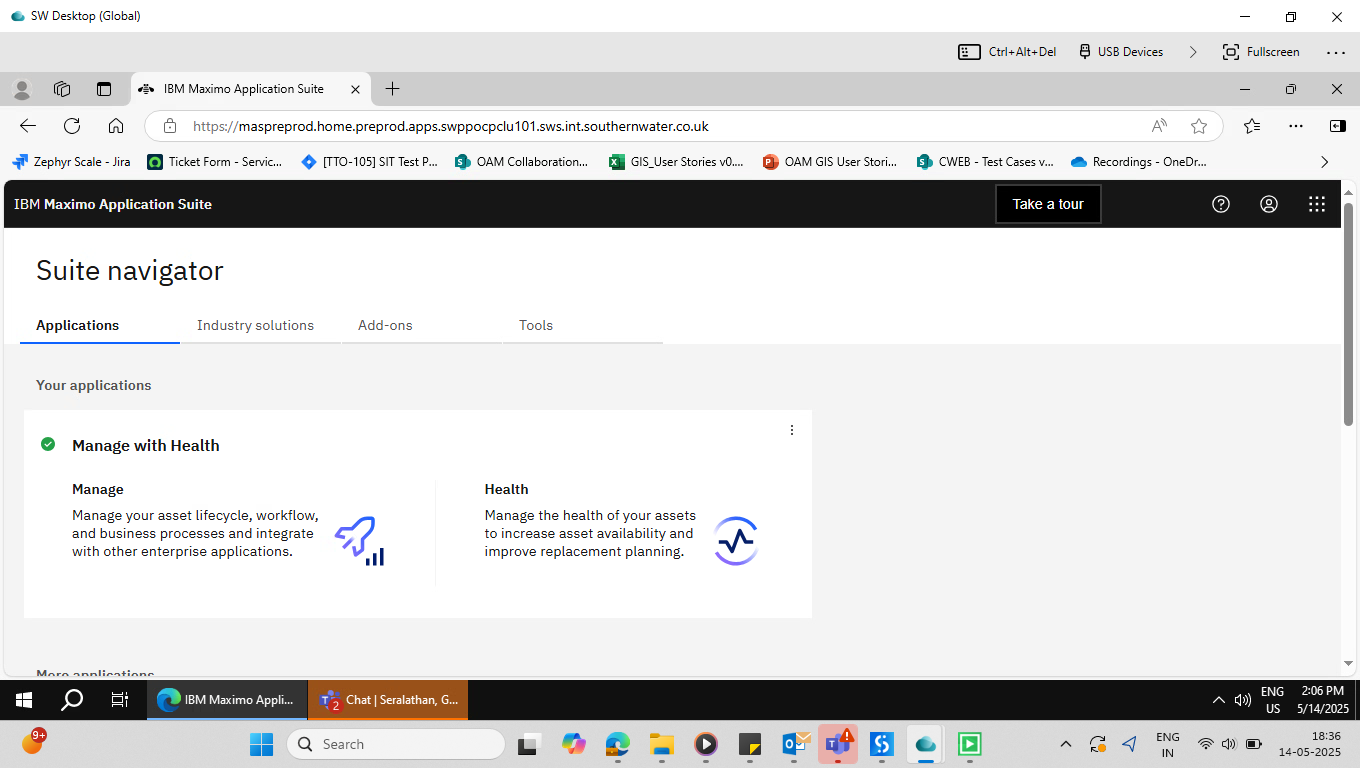 SW Desktop (Global)
Ctrl+Alt+Del USB Devices Fullscreen
IBM Maximo Application Suite
https://maspreprod.home.preprod.apps.swppocpclu101.sws.int.southernwater.co.uk
Zephyr Scale - Jira Ticket Form - Servic... [TTO-105] SIT Test P... OAM Collaboration... GIS_User Stories v0.... OAM GIS User Stori... CWEB - Test Cases v... Recordings - OneDr...
IBM Maximo Application Suite Take a tour
Suite navigator
Applications Industry solutions Add-ons Tools
Your applications
Manage with Health
Manage
Manage your asset lifecycle, workflow,
and business processes and integrate
with other enterprise applications.
Health
Manage the health of your assets
to increase asset availability and
improve replacement planning.
More applications
IBM Maximo Appli... 2 Chat | Seralathan, G... ENG
US 2:06 PM
5/14/2025
9+ Search ENG
IN 18:36
14-05-2025